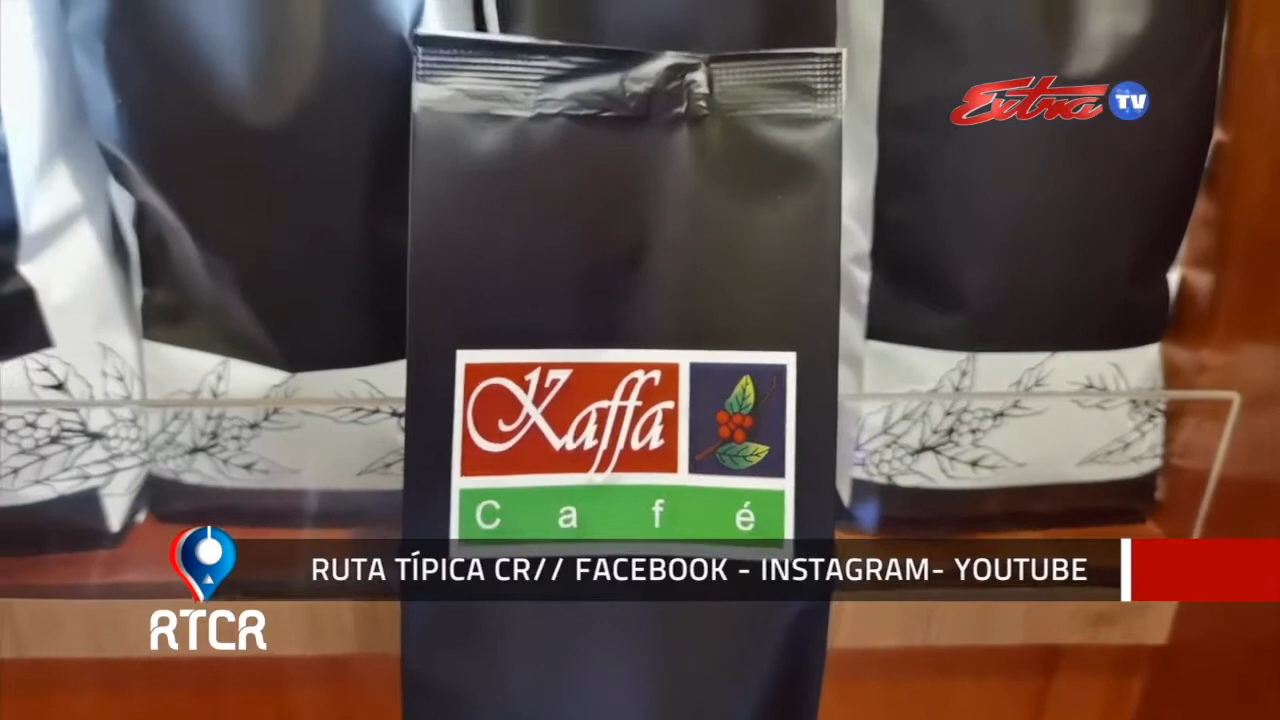 Extra TV
Kaffa
Café
RUTA TÍPICA CR// FACEBOOK - INSTAGRAM- YOUTUBE
RTCR